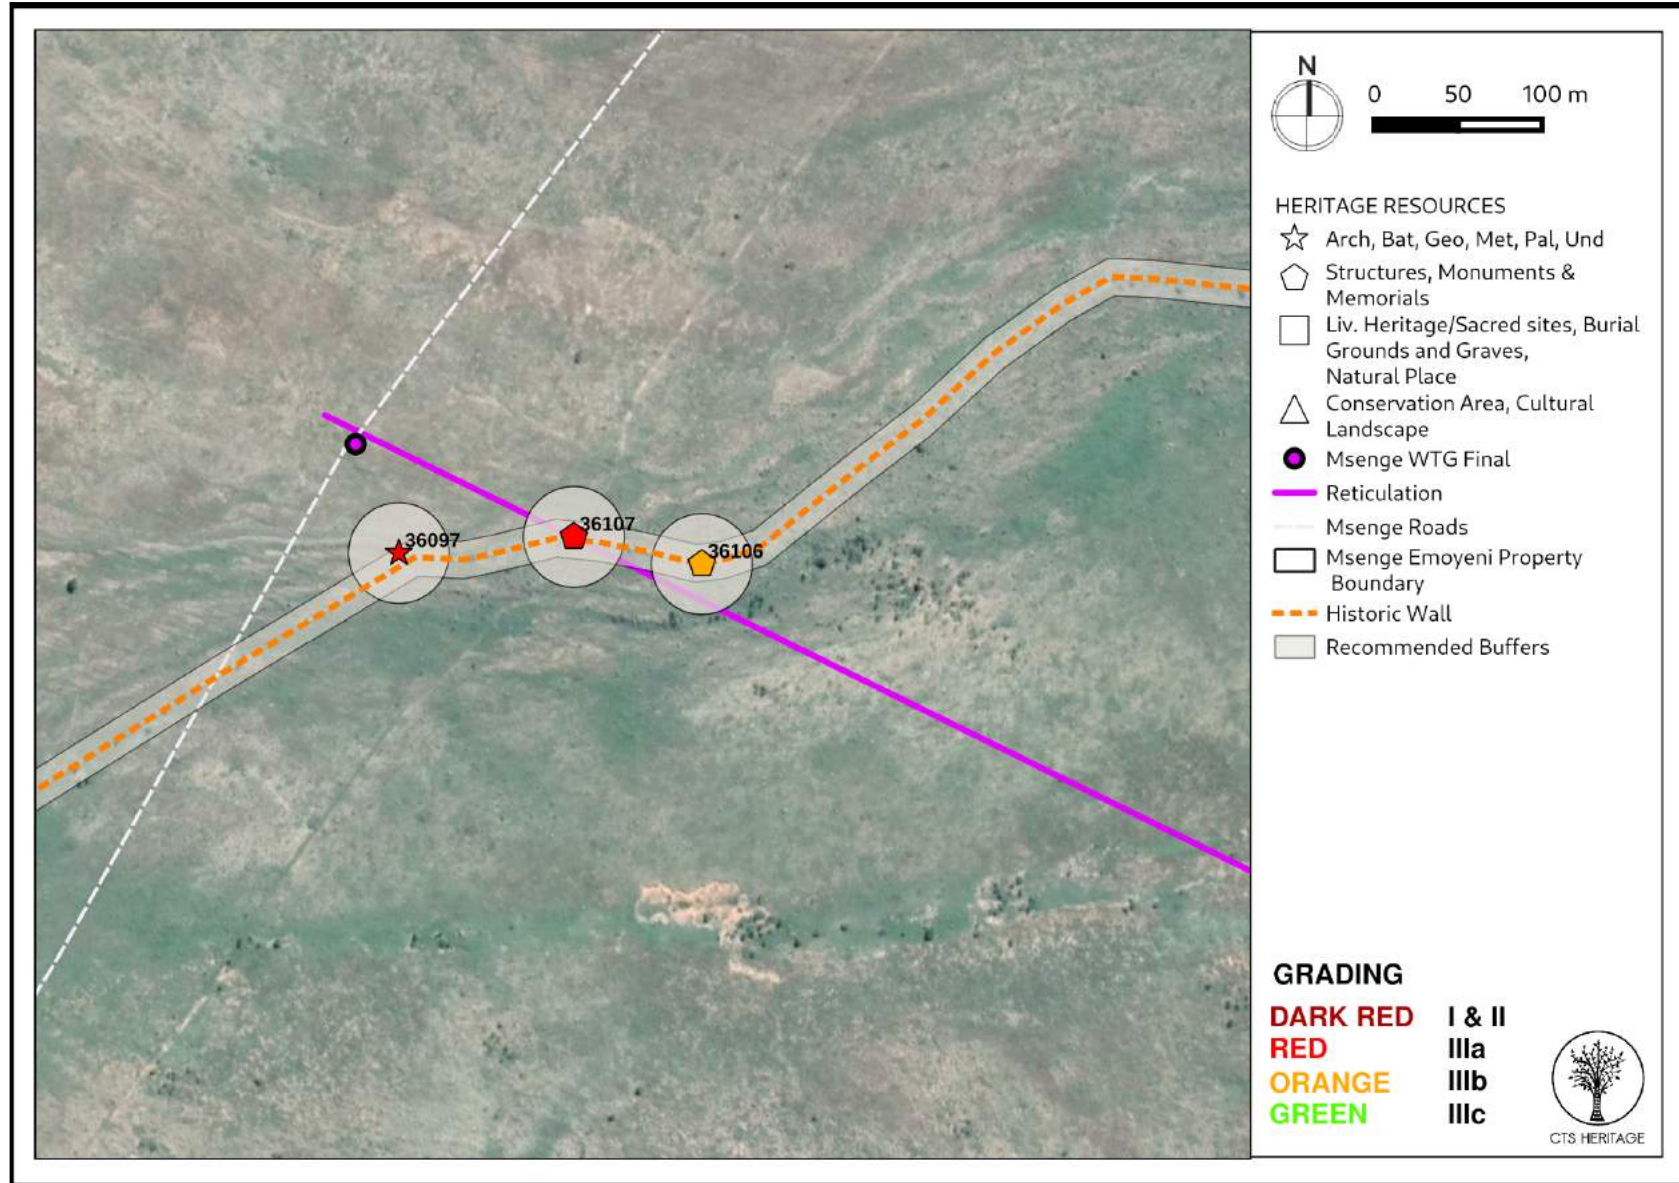 N
0 50 100 m
HERITAGE RESOURCES
Arch, Bat, Geo, Met, Pal, Und
Structures, Monuments &
Memorials
Liv. Heritage/Sacred sites, Burial
Grounds and Graves,
Natural Place
Conservation Area, Cultural
Landscape
Msenge WTG Final
Reticulation
Msenge Roads
Msenge Emoyeni Property
Boundary
Historic Wall
Recommended Buffers
36097
36107
36106
GRADING
DARK RED I & II
RED IIIa
ORANGE IIIb
GREEN IIIc
CTS HERITAGE